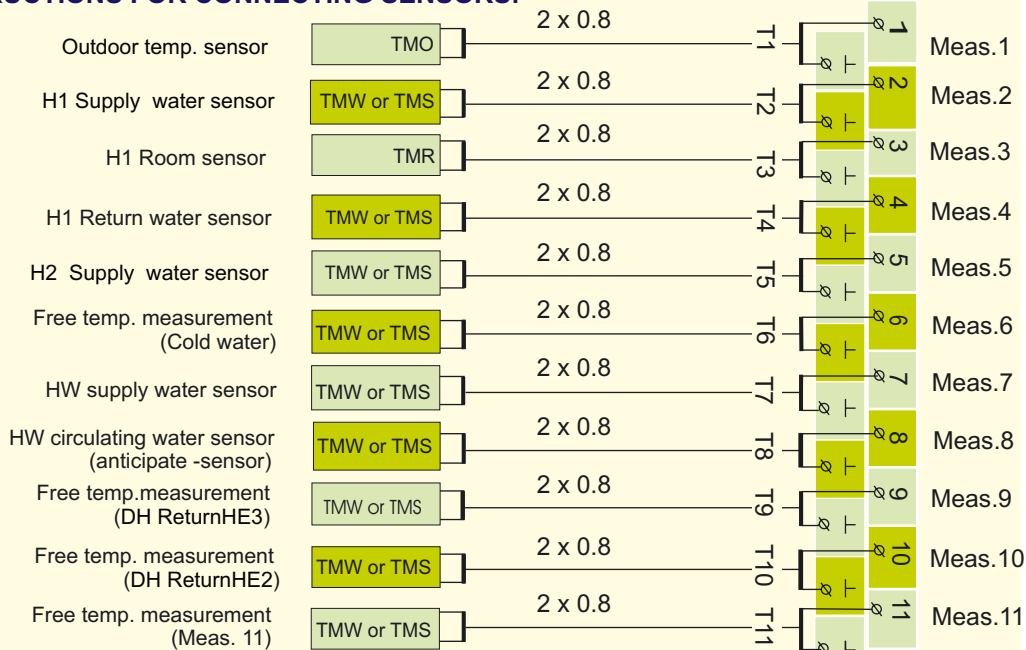 CTIONS FOR CONNECTING SENSORS:
Outdoor temp. sensor TMO 2 x 0.8 T1 1 Meas.1
H1 Supply water sensor TMW or TMS 2 x 0.8 T2 2 Meas.2
H1 Room sensor TMR 2 x 0.8 T3 3 Meas.3
H1 Return water sensor TMW or TMS 2 x 0.8 T4 4 Meas.4
H2 Supply water sensor TMW or TMS 2 x 0.8 T5 5 Meas.5
Free temp. measurement
(Cold water) TMW or TMS 2 x 0.8 T6 6 Meas.6
HW supply water sensor TMW or TMS 2 x 0.8 T7 7 Meas.7
HW circulating water sensor
(anticipate -sensor) TMW or TMS 2 x 0.8 T8 8 Meas.8
Free temp.measurement
(DH ReturnHE3) TMW or TMS 2 x 0.8 T9 9 Meas.9
Free temp. measurement
(DH ReturnHE2) TMW or TMS 2 x 0.8 T10 10 Meas.10
Free temp. measurement
(Meas. 11) TMW or TMS 2 x 0.8 T11 11 Meas.11